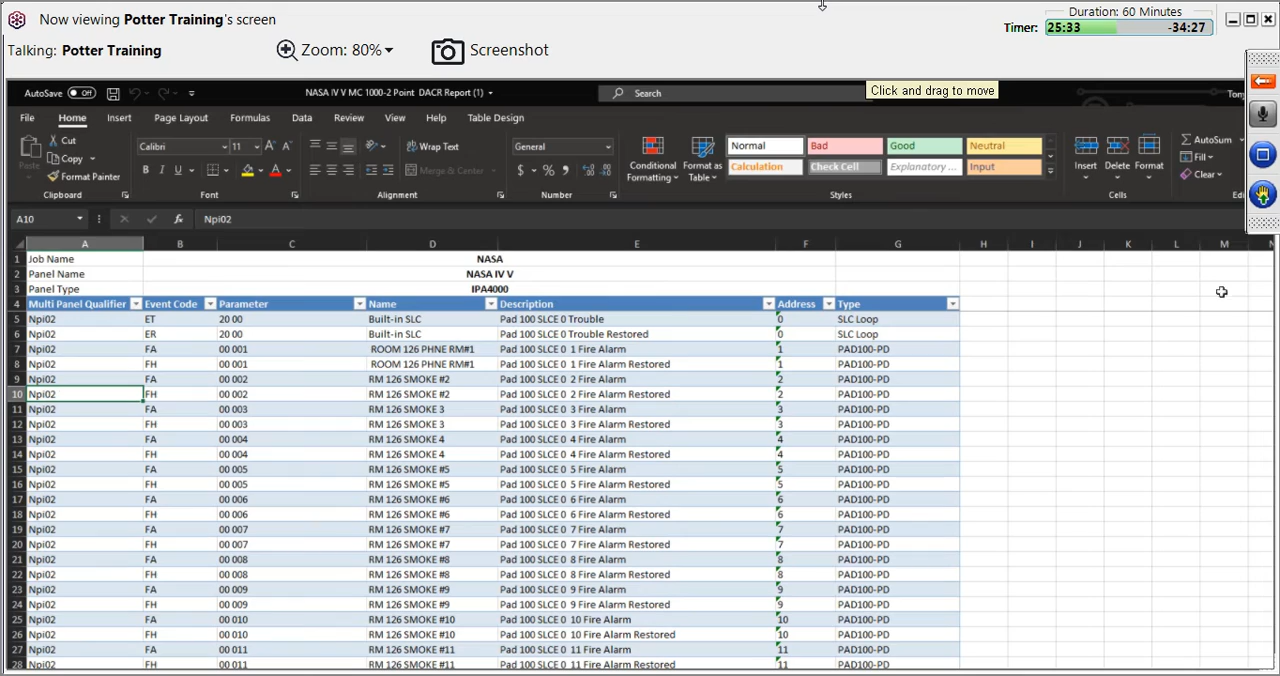 Now viewing Potter Training's screen
Duration: 60 Minutes
Timer: 25:33 -34:27
Talking: Potter Training Zoom: 80% Screenshot
AutoSave Off NASA IV V MC 1000-2 Point DACR Report (1) Search Click and drag to move
File Home Insert Page Layout Formulas Data Review View Help Table Design
Cut Calibri 11 A A Wrap Text General Normal Bad Good Neutral AutoSum
Copy Fill
Paste Format Painter B I U A Merge & Center $ % 9 Conditional Formatting Format as Table Calculation Check Cell Explanatory ... Input Insert Delete Format Clear
Clipboard Font Alignment Number Styles Cells
A10 fx Npi02
A B C D E F G H I J K L M
1 Job Name NASA
2 Panel Name NASA IV V
3 Panel Type IPA4000
4 Multi Panel Qualifier Event Code Parameter Name Description Address Type
5 Npi02 ET 20 00 Built-in SLC Pad 100 SLCE 0 Trouble 0 SLC Loop
6 Npi02 ER 20 00 Built-in SLC Pad 100 SLCE 0 Trouble Restored 0 SLC Loop
7 Npi02 FA 00 001 ROOM 126 PHNE RM#1 Pad 100 SLCE 0 1 Fire Alarm 1 PAD100-PD
8 Npi02 FH 00 001 ROOM 126 PHNE RM#1 Pad 100 SLCE 0 1 Fire Alarm Restored 1 PAD100-PD
9 Npi02 FA 00 002 RM 126 SMOKE #2 Pad 100 SLCE 0 2 Fire Alarm 2 PAD100-PD
10 Npi02 FH 00 002 RM 126 SMOKE #2 Pad 100 SLCE 0 2 Fire Alarm Restored 2 PAD100-PD
11 Npi02 FA 00 003 RM 126 SMOKE 3 Pad 100 SLCE 0 3 Fire Alarm 3 PAD100-PD
12 Npi02 FH 00 003 RM 126 SMOKE 3 Pad 100 SLCE 0 3 Fire Alarm Restored 3 PAD100-PD
13 Npi02 FA 00 004 RM 126 SMOKE 4 Pad 100 SLCE 0 4 Fire Alarm 4 PAD100-PD
14 Npi02 FH 00 004 RM 126 SMOKE 4 Pad 100 SLCE 0 4 Fire Alarm Restored 4 PAD100-PD
15 Npi02 FA 00 005 RM 126 SMOKE #5 Pad 100 SLCE 0 5 Fire Alarm 5 PAD100-PD
16 Npi02 FH 00 005 RM 126 SMOKE #5 Pad 100 SLCE 0 5 Fire Alarm Restored 5 PAD100-PD
17 Npi02 FA 00 006 RM 126 SMOKE #6 Pad 100 SLCE 0 6 Fire Alarm 6 PAD100-PD
18 Npi02 FH 00 006 RM 126 SMOKE #6 Pad 100 SLCE 0 6 Fire Alarm Restored 6 PAD100-PD
19 Npi02 FA 00 007 RM 126 SMOKE #7 Pad 100 SLCE 0 7 Fire Alarm 7 PAD100-PD
20 Npi02 FH 00 007 RM 126 SMOKE #7 Pad 100 SLCE 0 7 Fire Alarm Restored 7 PAD100-PD
21 Npi02 FA 00 008 RM 126 SMOKE #8 Pad 100 SLCE 0 8 Fire Alarm 8 PAD100-PD
22 Npi02 FH 00 008 RM 126 SMOKE #8 Pad 100 SLCE 0 8 Fire Alarm Restored 8 PAD100-PD
23 Npi02 FA 00 009 RM 126 SMOKE #9 Pad 100 SLCE 0 9 Fire Alarm 9 PAD100-PD
24 Npi02 FH 00 009 RM 126 SMOKE #9 Pad 100 SLCE 0 9 Fire Alarm Restored 9 PAD100-PD
25 Npi02 FA 00 010 RM 126 SMOKE #10 Pad 100 SLCE 0 10 Fire Alarm 10 PAD100-PD
26 Npi02 FH 00 010 RM 126 SMOKE #10 Pad 100 SLCE 0 10 Fire Alarm Restored 10 PAD100-PD
27 Npi02 FA 00 011 RM 126 SMOKE #11 Pad 100 SLCE 0 11 Fire Alarm 11 PAD100-PD
28 Npi02 FH 00 011 RM 126 SMOKE #11 Pad 100 SLCE 0 11 Fire Alarm Restored 11 PAD100-PD